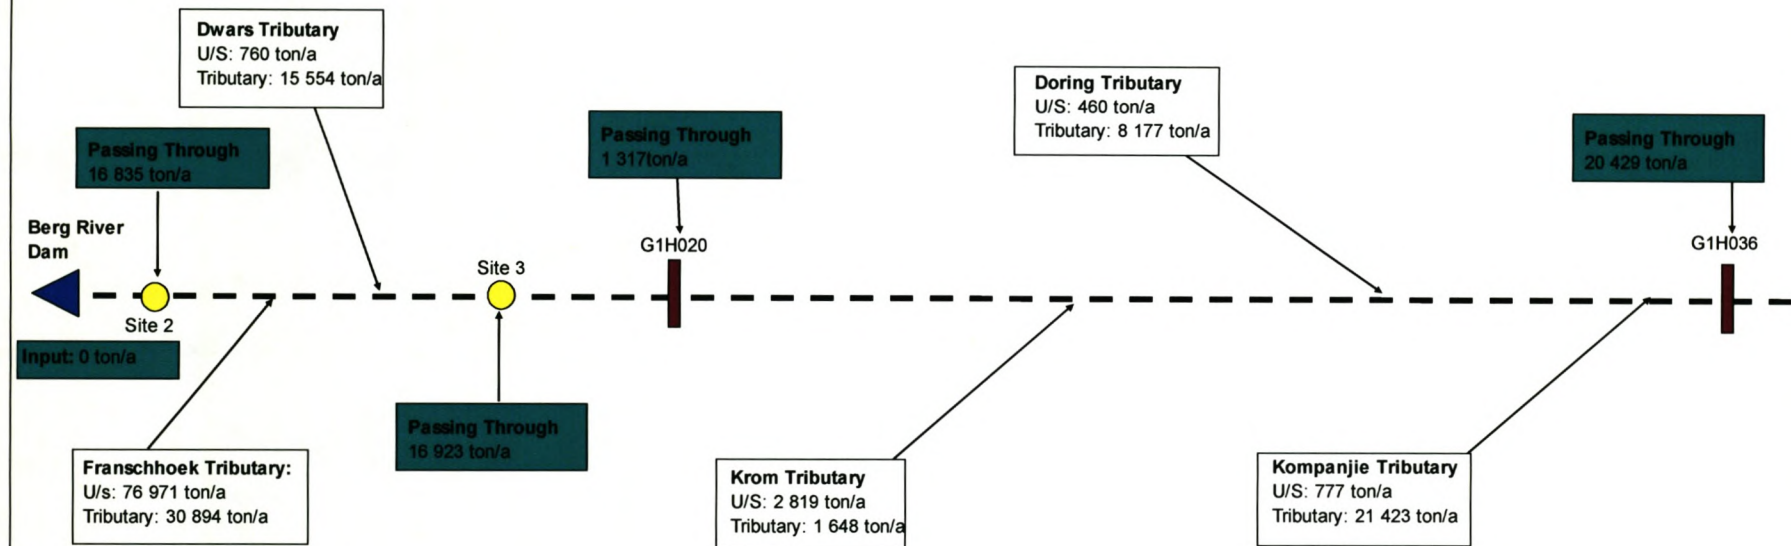 Dwars Tributary
U/S: 760 ton/a
Tributary: 15 554 ton/a
Passing Through
16 835 ton/a
Passing Through
1 317ton/a
Doring Tributary
U/S: 460 ton/a
Tributary: 8 177 ton/a
Passing Through
20 429 ton/a
Berg River
Dam
Site 2
Site 3
G1H020
G1H036
Input: 0 ton/a
Passing Through
16 923 ton/a
Franschhoek Tributary:
U/s: 76 971 ton/a
Tributary: 30 894 ton/a
Krom Tributary
U/S: 2 819 ton/a
Tributary: 1 648 ton/a
Kompanjie Tributary
U/S: 777 ton/a
Tributary: 21 423 ton/a